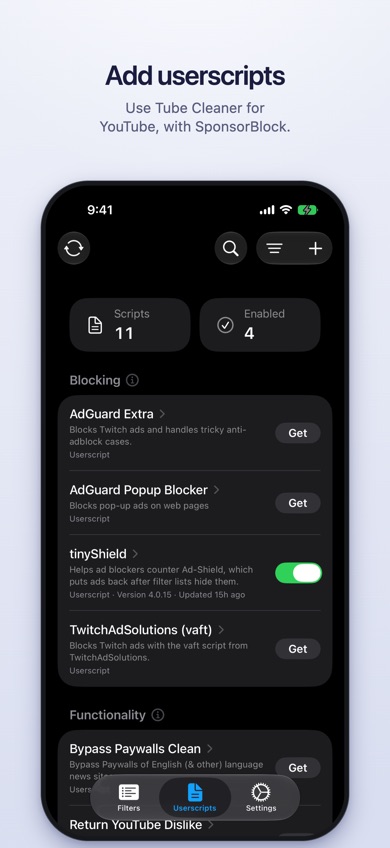 Add userscripts
Use Tube Cleaner for
YouTube, with SponsorBlock.
9:41
Scripts
11
Enabled
4
Blocking
AdGuard Extra
Blocks Twitch ads and handles tricky anti-
adblock cases.
Userscript
Get
AdGuard Popup Blocker
Blocks pop-up ads on web pages
Userscript
Get
tinyShield
Helps ad blockers counter Ad-Shield, which
puts ads back after filter lists hide them.
Userscript · Version 4.0.15 · Updated 15h ago
TwitchAdSolutions (vaft)
Blocks Twitch ads with the vaft script from
TwitchAdSolutions.
Userscript
Get
Functionality
Bypass Paywalls Clean
Bypass Paywalls of English (& other) language
news
Get
Filters
Userscripts
Settings
Return YouTube Dislike